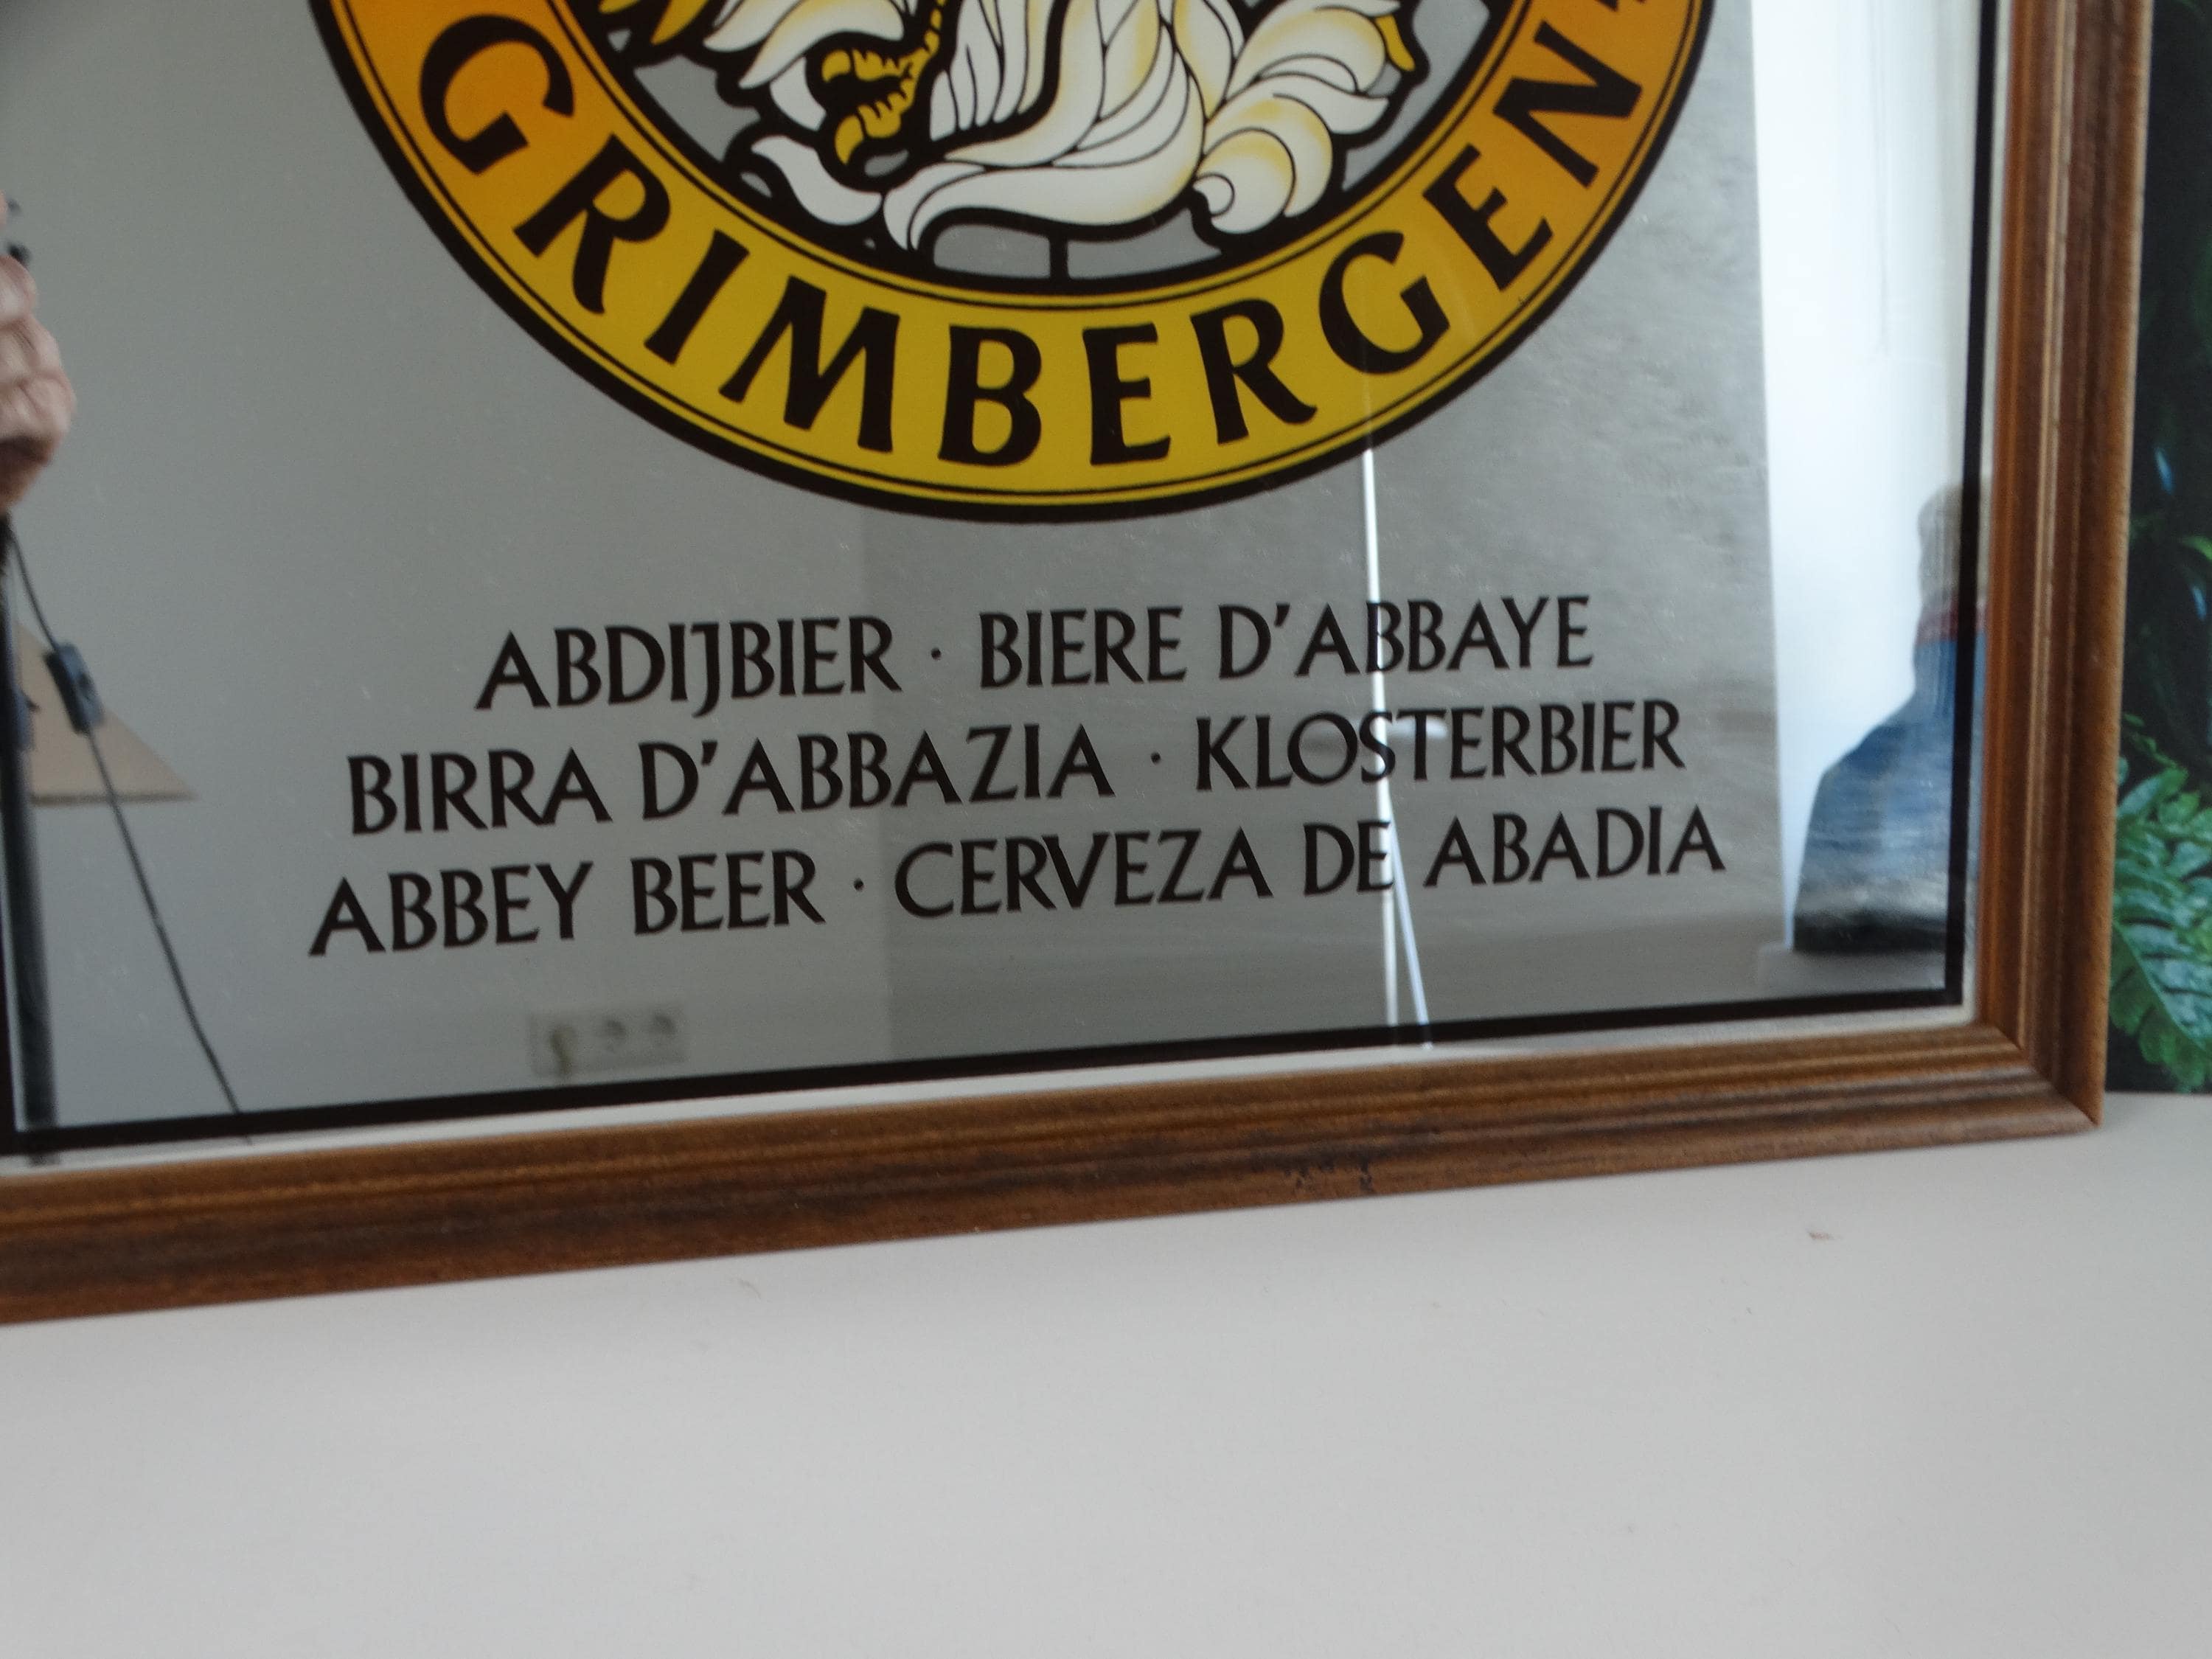 GRIMBERGEN
ABDIJBIER · BIERE D'ABBAYE
BIRRA D'ABBAZIA · KLOSTERBIER
ABBEY BEER · CERVEZA DE ABADIA